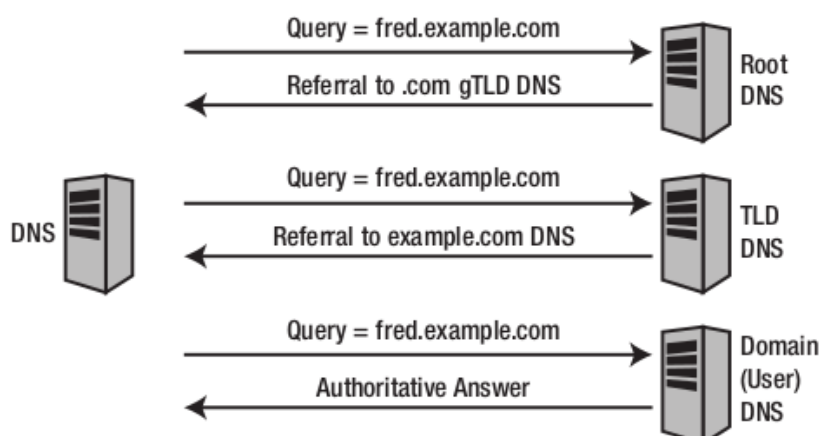 Query = fred.example.com
Root
DNS
Referral to .com gTLD DNS
Query = fred.example.com
DNS
TLD
DNS
Referral to example.com DNS
Query = fred.example.com
Domain
(User)
DNS
Authoritative Answer